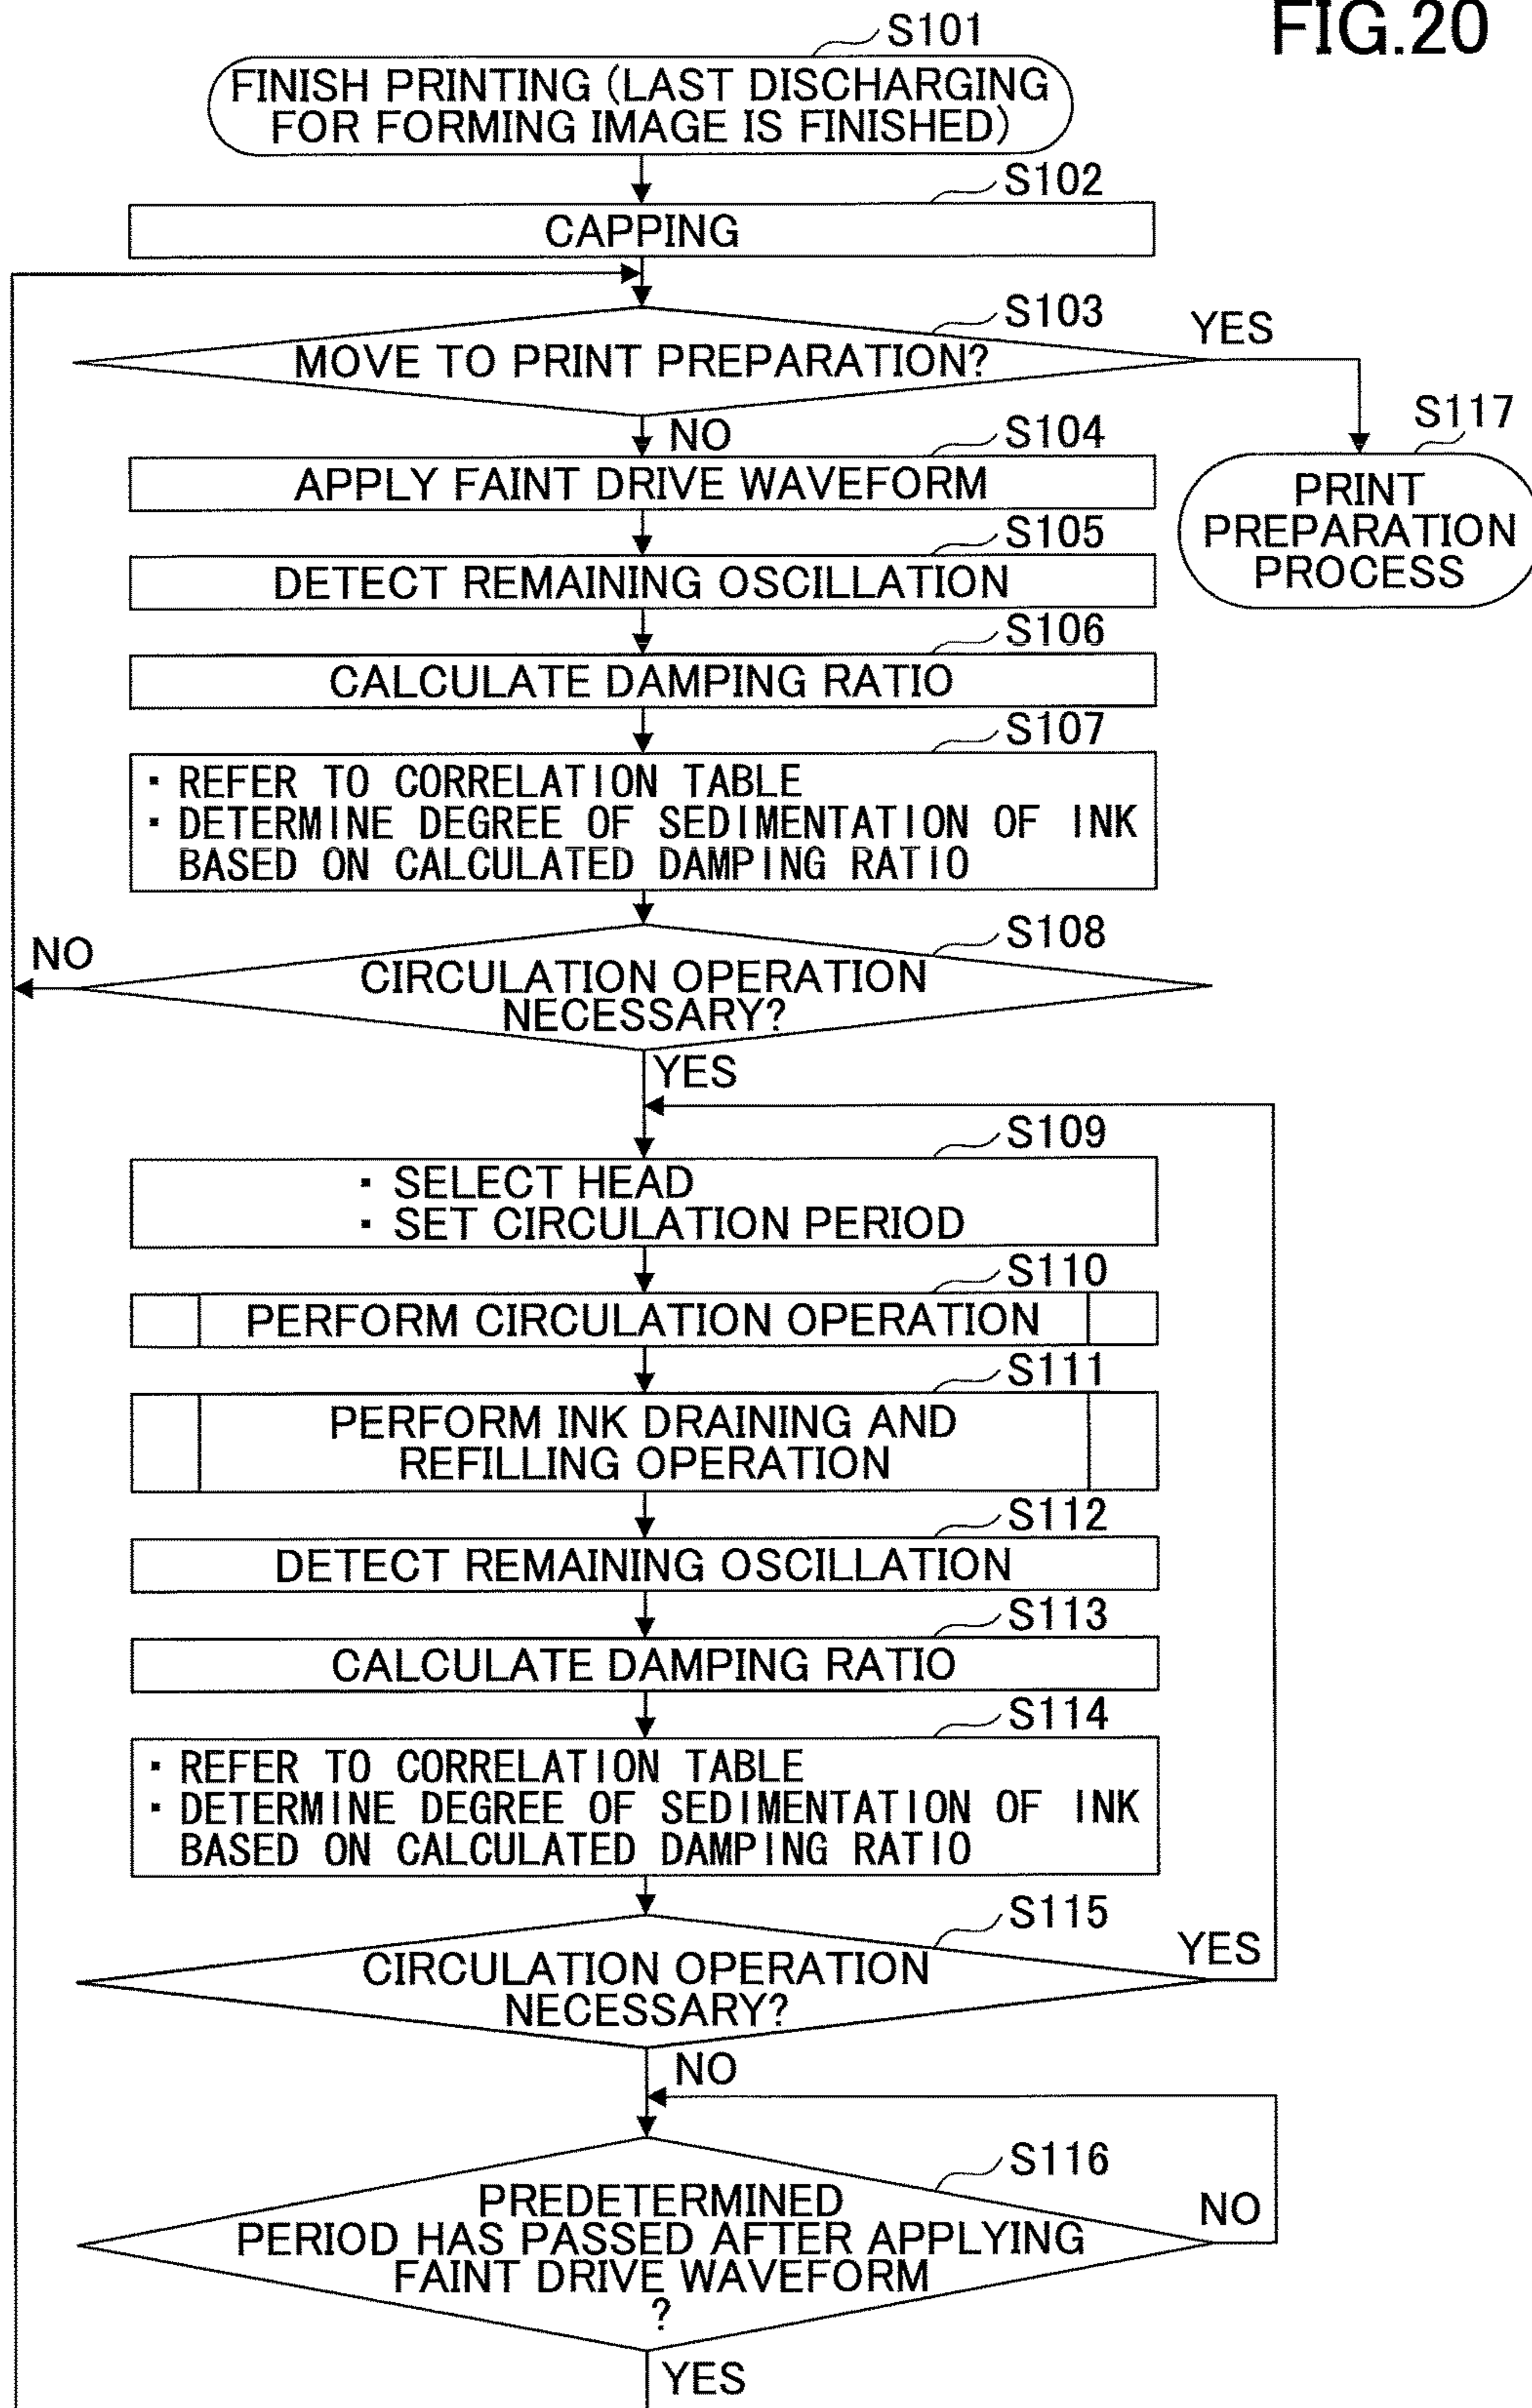 FIG.20
S101
FINISH PRINTING (LAST DISCHARGING
FOR FORMING IMAGE IS FINISHED)
S102
CAPPING
S103
MOVE TO PRINT PREPARATION?
YES
NO
S117
PRINT
PREPARATION
PROCESS
S104
APPLY FAINT DRIVE WAVEFORM
S105
DETECT REMAINING OSCILLATION
S106
CALCULATE DAMPING RATIO
S107
・REFER TO CORRELATION TABLE
・DETERMINE DEGREE OF SEDIMENTATION OF INK
BASED ON CALCULATED DAMPING RATIO
S108
NO
CIRCULATION OPERATION
NECESSARY?
YES
S109
・SELECT HEAD
・SET CIRCULATION PERIOD
S110
PERFORM CIRCULATION OPERATION
S111
PERFORM INK DRAINING AND
REFILLING OPERATION
S112
DETECT REMAINING OSCILLATION
S113
CALCULATE DAMPING RATIO
S114
・REFER TO CORRELATION TABLE
・DETERMINE DEGREE OF SEDIMENTATION OF INK
BASED ON CALCULATED DAMPING RATIO
S115
YES
CIRCULATION OPERATION
NECESSARY?
NO
S116
PREDETERMINED
PERIOD HAS PASSED AFTER APPLYING
FAINT DRIVE WAVEFORM
?
NO
YES